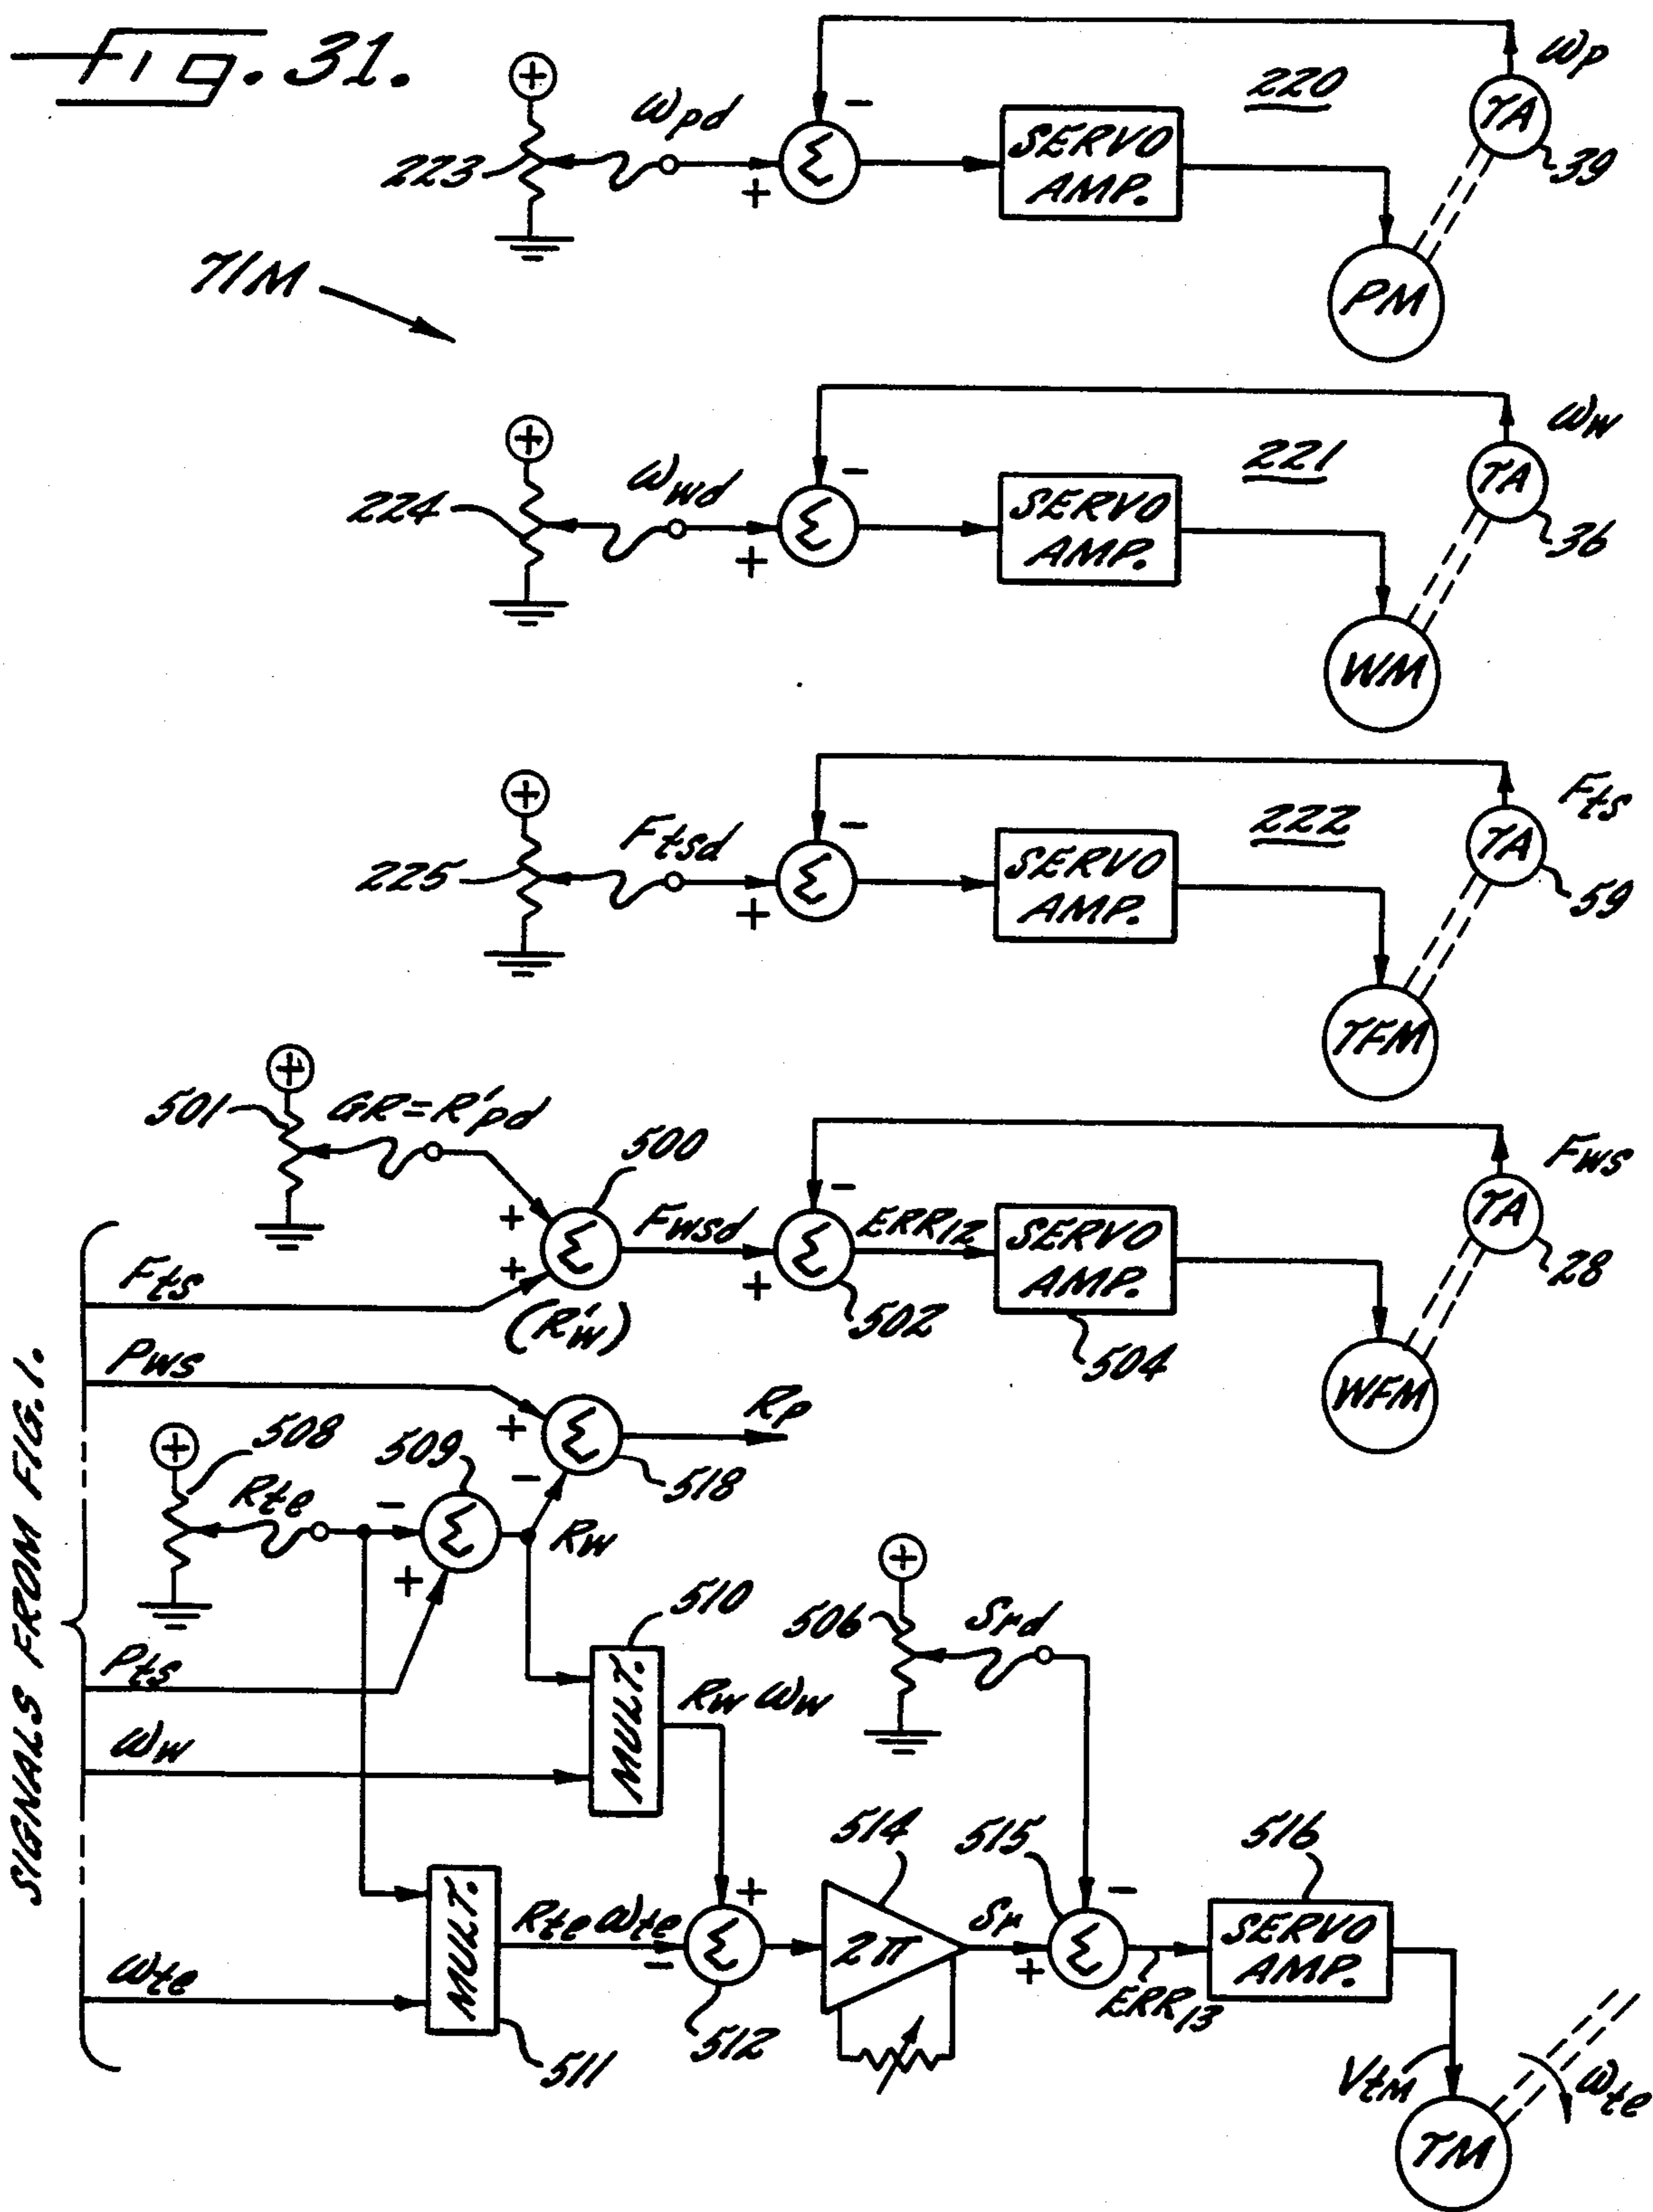 Fig. 31.
ωp
220
TA
39
ωpd
223
-
+
Σ
SERVO
AMP.
PM
71M
ωw
221
TA
36
ωwd
224
-
+
Σ
SERVO
AMP.
WM
Fts
222
TA
59
Ftsd
225
-
+
Σ
SERVO
AMP.
TFM
501
GR=R'pd
500
Fws
TA
28
+
+
Σ
Fwsd
(R'w)
-
+
Σ
502
ERR12
SERVO
AMP.
504
WFM
SIGNALS FROM FIG. 1.
Fts
Pws
+
-
Σ
Rp
518
508
Rte
509
-
+
Σ
Rw
Pts
510
MULT.
Rw ωw
ωw
506
Srd
511
MULT.
Rte ωte
ωte
+
-
Σ
512
514
2π
Sr
515
-
+
Σ
ERR13
516
SERVO
AMP.
VtM
TM
ωte